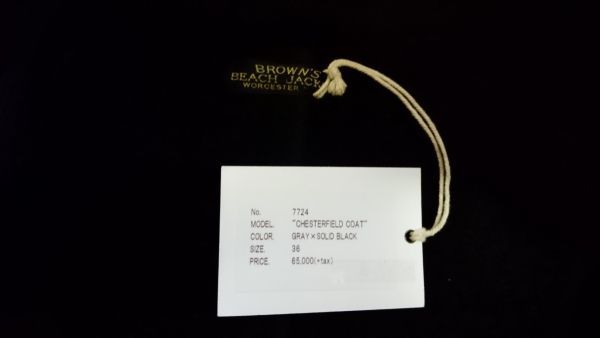 BROWN'S
BEACH JACK
WORCESTER
No. 7724
MODEL. "CHESTERFIELD COAT"
COLOR. GRAY×SOLID BLACK
SIZE. 36
PRICE. 65,000(+tax)